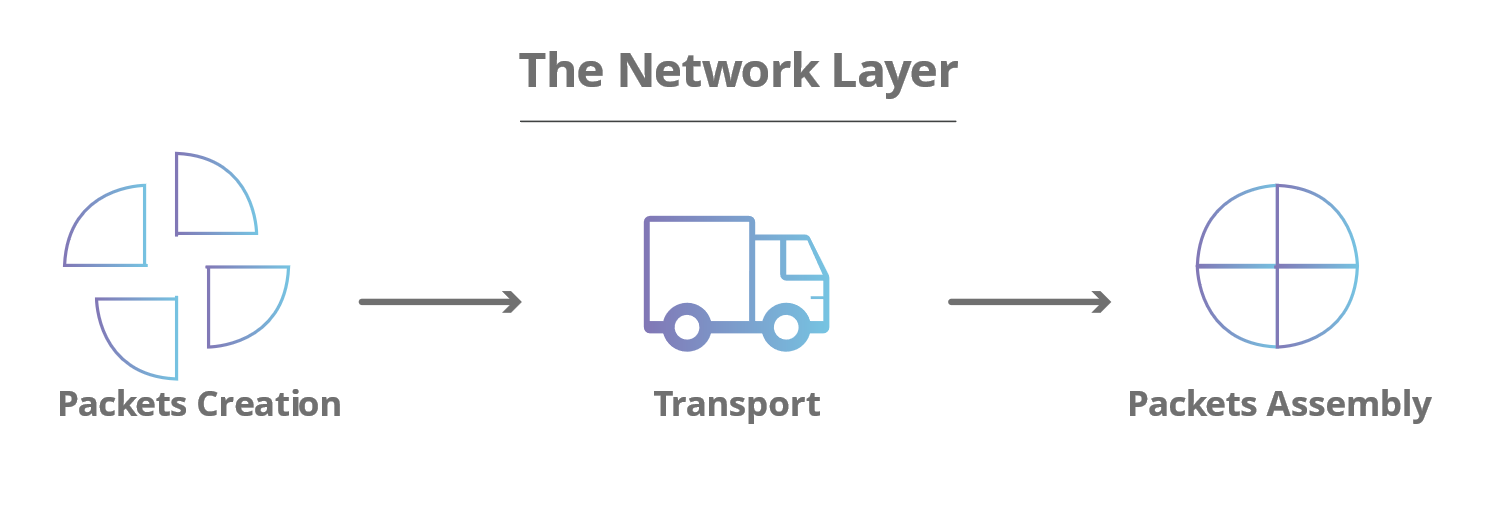 The Network Layer
Packets Creation
Transport
Packets Assembly